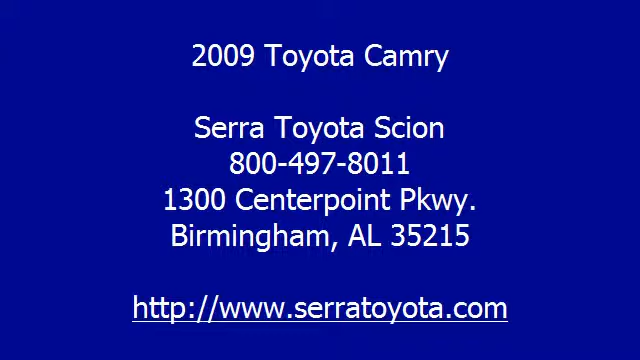 2009 Toyota Camry
Serra Toyota Scion
800-497-8011
1300 Centerpoint Pkwy.
Birmingham, AL 35215
http://www.serratoyota.com